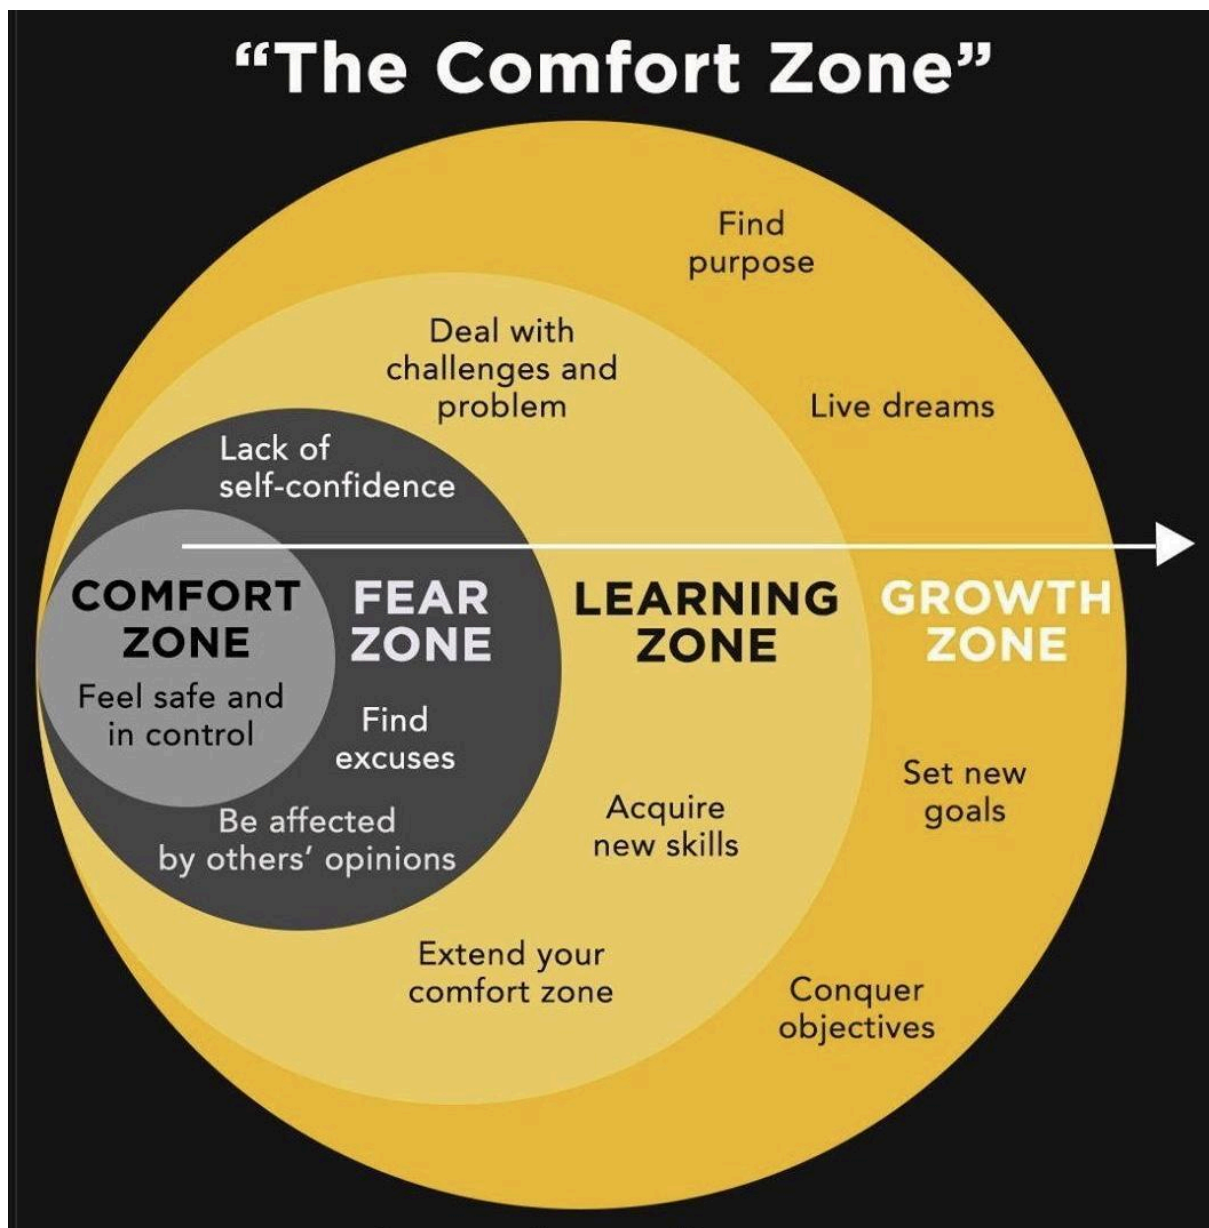 “The Comfort Zone”
Find
purpose
Deal with
challenges and
problem
Live dreams
Lack of
self-confidence
COMFORT
ZONE
Feel safe and
in control
FEAR
ZONE
Find
excuses
Be affected
by others’ opinions
LEARNING
ZONE
Acquire
new skills
Extend your
comfort zone
GROWTH
ZONE
Set new
goals
Conquer
objectives